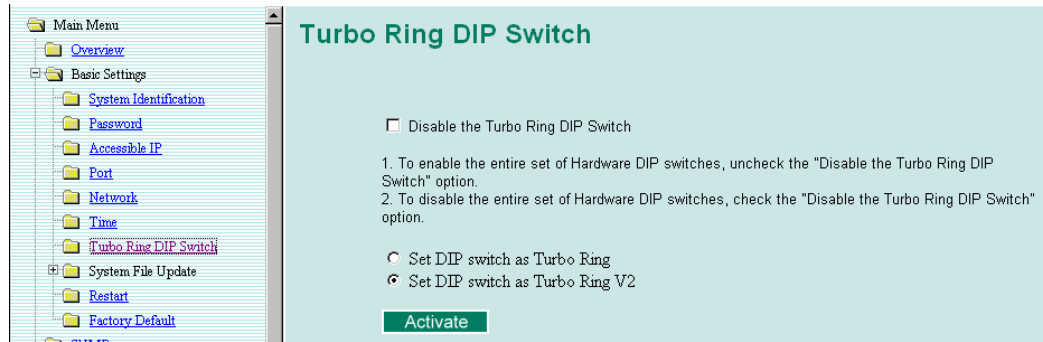 Main Menu
Overview
Basic Settings
System Identification
Password
Accessible IP
Port
Network
Time
Turbo Ring DIP Switch
System File Update
Restart
Factory Default
SNMP
Turbo Ring DIP Switch
Disable the Turbo Ring DIP Switch
1. To enable the entire set of Hardware DIP switches, uncheck the "Disable the Turbo Ring DIP
Switch" option.
2. To disable the entire set of Hardware DIP switches, check the "Disable the Turbo Ring DIP Switch"
option.
Set DIP switch as Turbo Ring
Set DIP switch as Turbo Ring V2
Activate